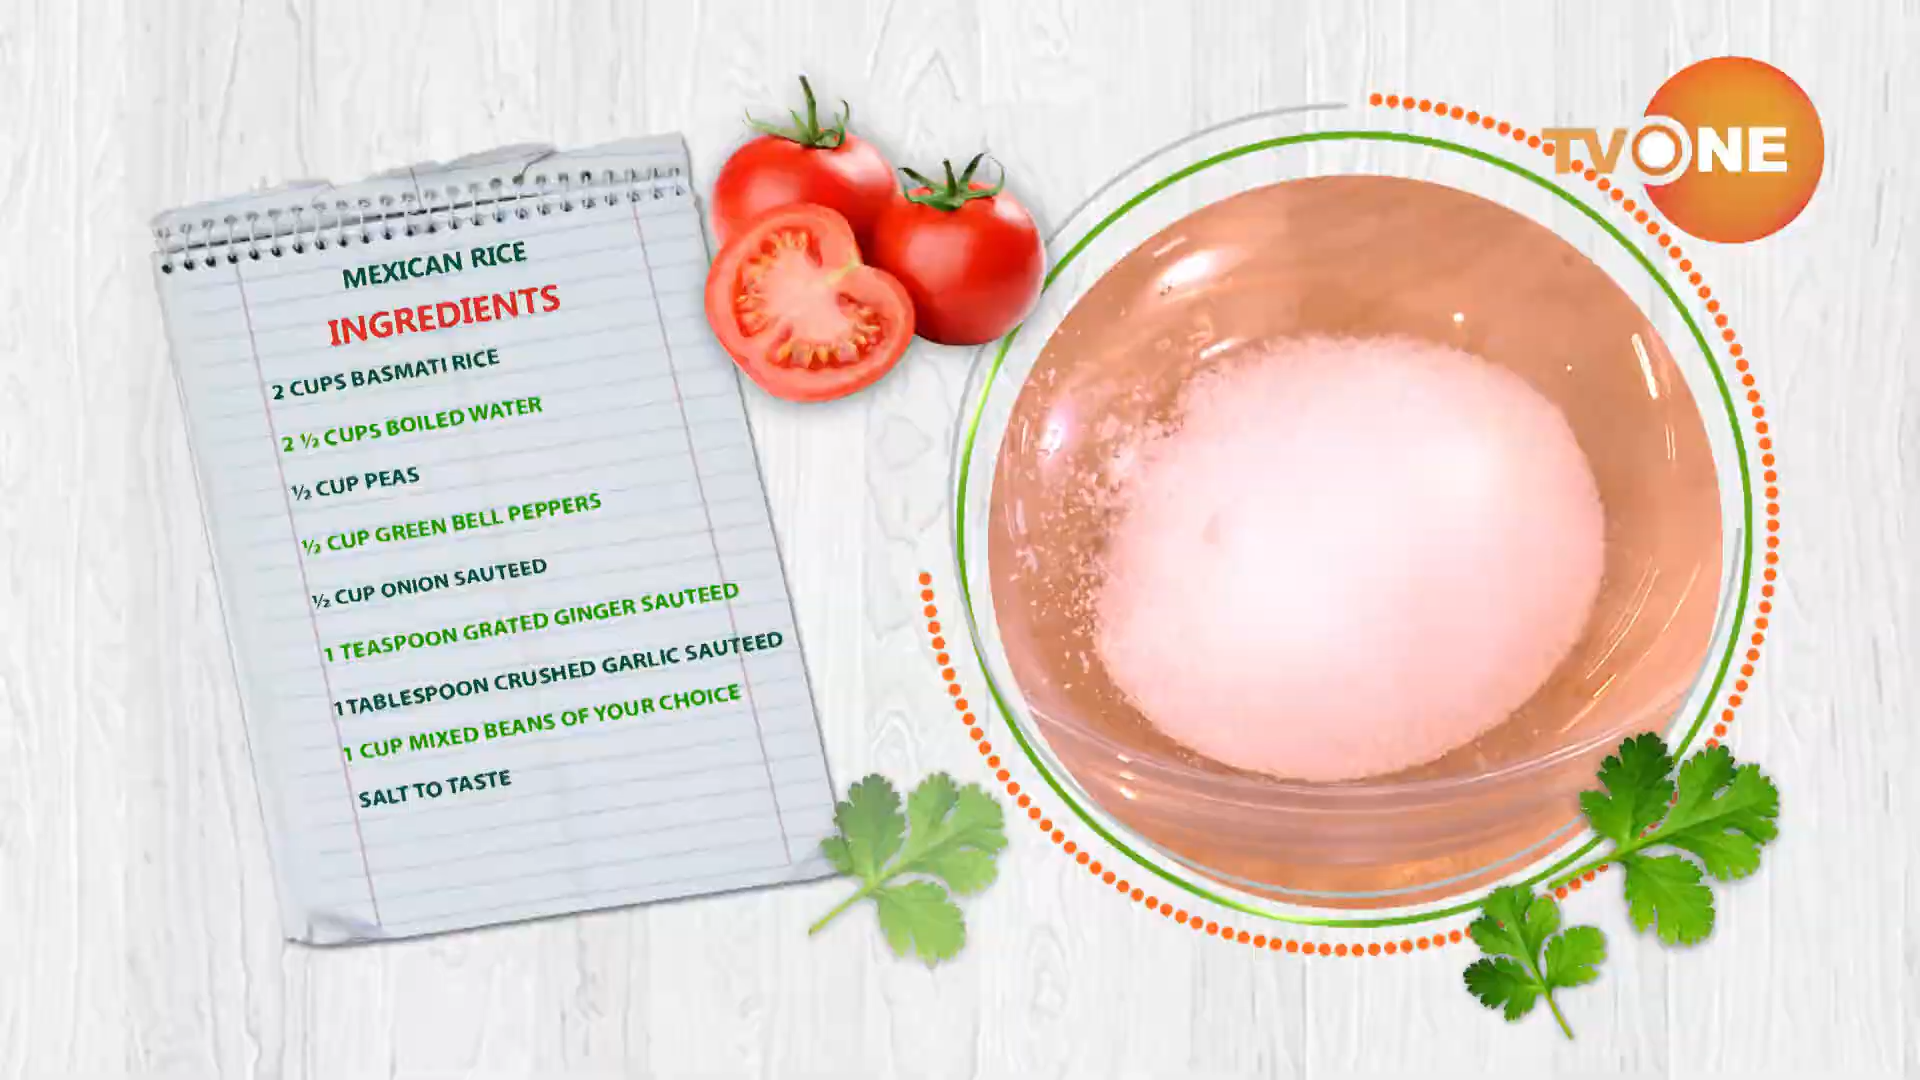 MEXICAN RICE
INGREDIENTS
2 CUPS BASMATI RICE
2 ½ CUPS BOILED WATER
½ CUP PEAS
½ CUP GREEN BELL PEPPERS
½ CUP ONION SAUTEED
1 TEASPOON GRATED GINGER SAUTEED
1 TABLESPOON CRUSHED GARLIC SAUTEED
1 CUP MIXED BEANS OF YOUR CHOICE
SALT TO TASTE
TVONE